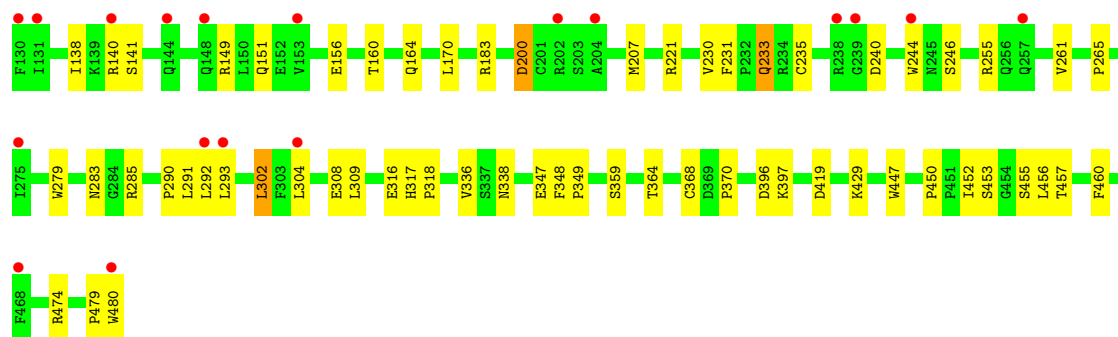 F130 I131 I138 K139 R140 S141 Q144 Q148 R149 L150 Q151 E152 V153 E156 T160 Q164 L170 R183 D200 C201 R202 S203 A204 M207 R221 V230 F231 P232 Q233 R234 C235 R238 G239 D240 W244 N245 S246 R255 Q256 Q257 V261 P265
I275 W279 N283 G284 R285 P290 L291 L292 L293 L302 F303 L304 E308 L309 E316 H317 P318 V336 S337 N338 E347 F348 P349 S359 T364 C368 D369 P370 D396 K397 D419 K429 W447 P450 P451 I452 S453 G454 S455 L456 T457 F460
F468 R474 P479 W480